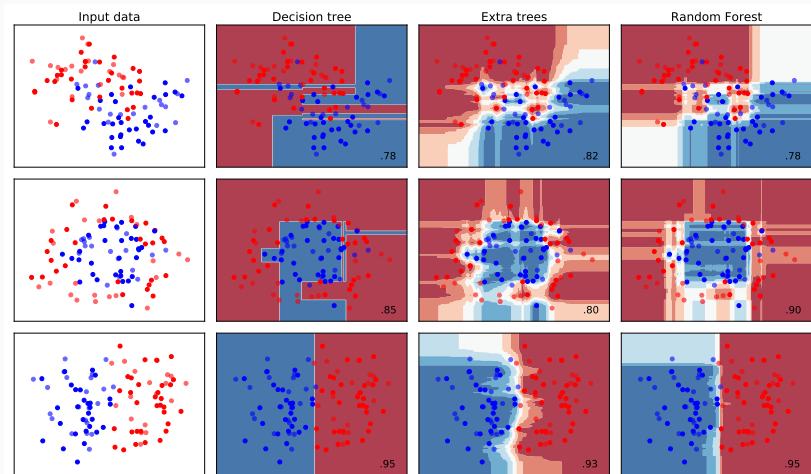 Input data
Decision tree
Extra trees
Random Forest
.78
.82
.78
.85
.80
.90
.95
.93
.95